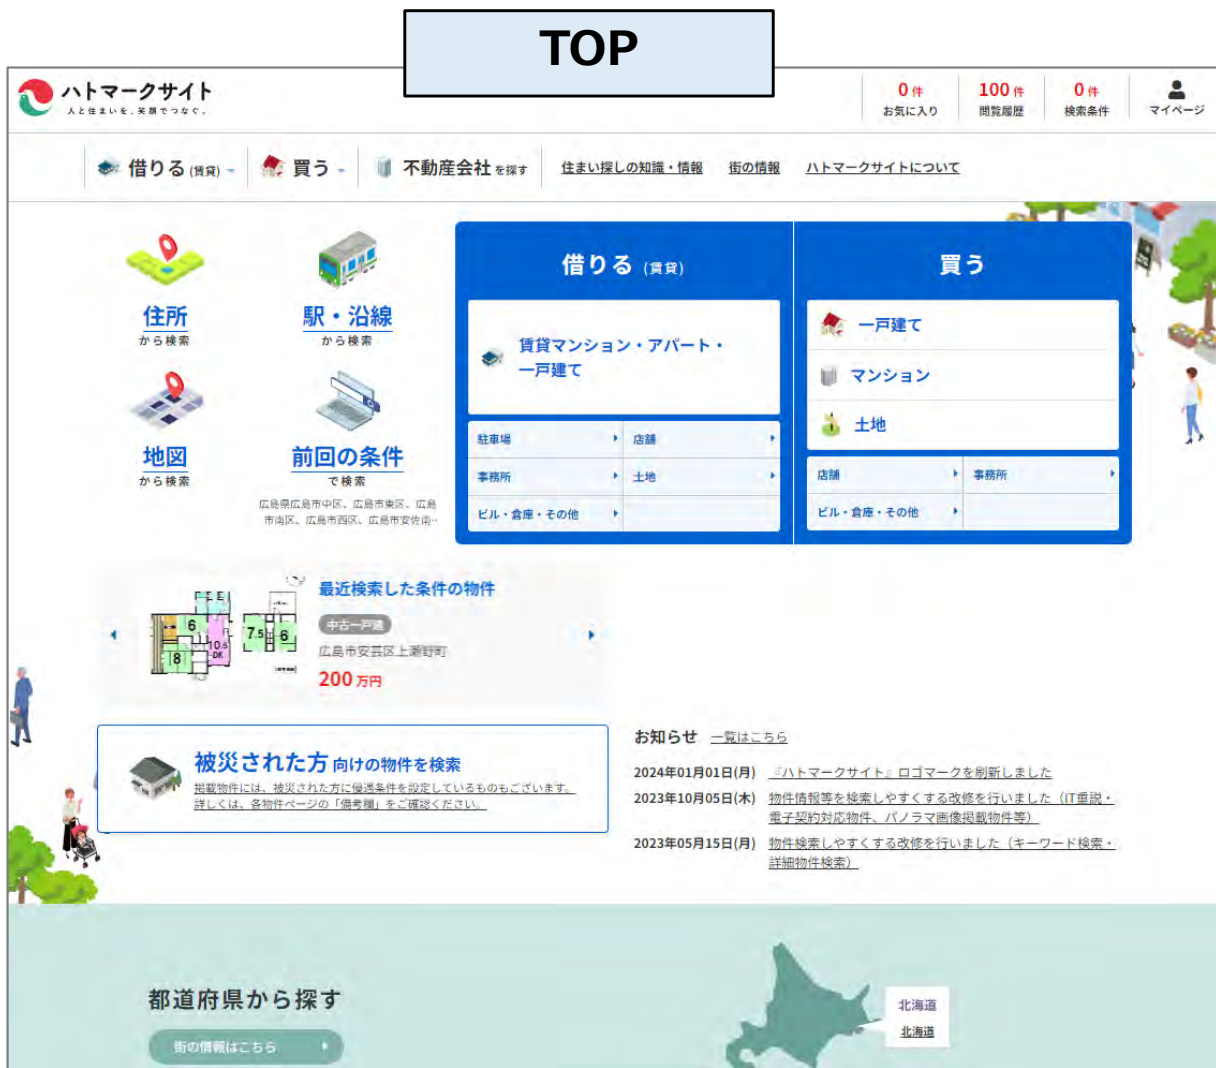 TOP
ハトマークサイト
人と住まいを、笑顔でつなぐ。
0件
お気に入り
100件
閲覧履歴
0件
検索条件
マイページ
借りる(賃貸)
買う
不動産会社を探す
住まい探しの知識・情報
街の情報
ハトマークサイトについて
住所
から検索
駅・沿線
から検索
地図
から検索
前回の条件
で検索
広島県広島市中区、広島市東区、広島
市南区、広島市西区、広島市安佐南…
借りる(賃貸)
賃貸マンション・アパート・
一戸建て
駐車場
店舗
事務所
土地
ビル・倉庫・その他
買う
一戸建て
マンション
土地
店舗
事務所
ビル・倉庫・その他
最近検索した条件の物件
中古一戸建
広島市安芸区上瀬野町
200万円
6
8
10.5
DK
7.5
6
被災された方向けの物件を検索
掲載物件には、被災された方に優遇条件を設定しているものもございます。
詳しくは、各物件ページの「備考欄」をご確認ください。
お知らせ 一覧はこちら
2024年01月01日(月) 『ハトマークサイト』ロゴマークを刷新しました
2023年10月05日(木) 物件情報等を検索しやすくする改修を行いました(IT重説・
電子契約対応物件、パノラマ画像掲載物件等)
2023年05月15日(月) 物件検索しやすくする改修を行いました(キーワード検索・
詳細物件検索)
都道府県から探す
街の情報はこちら
北海道
北海道